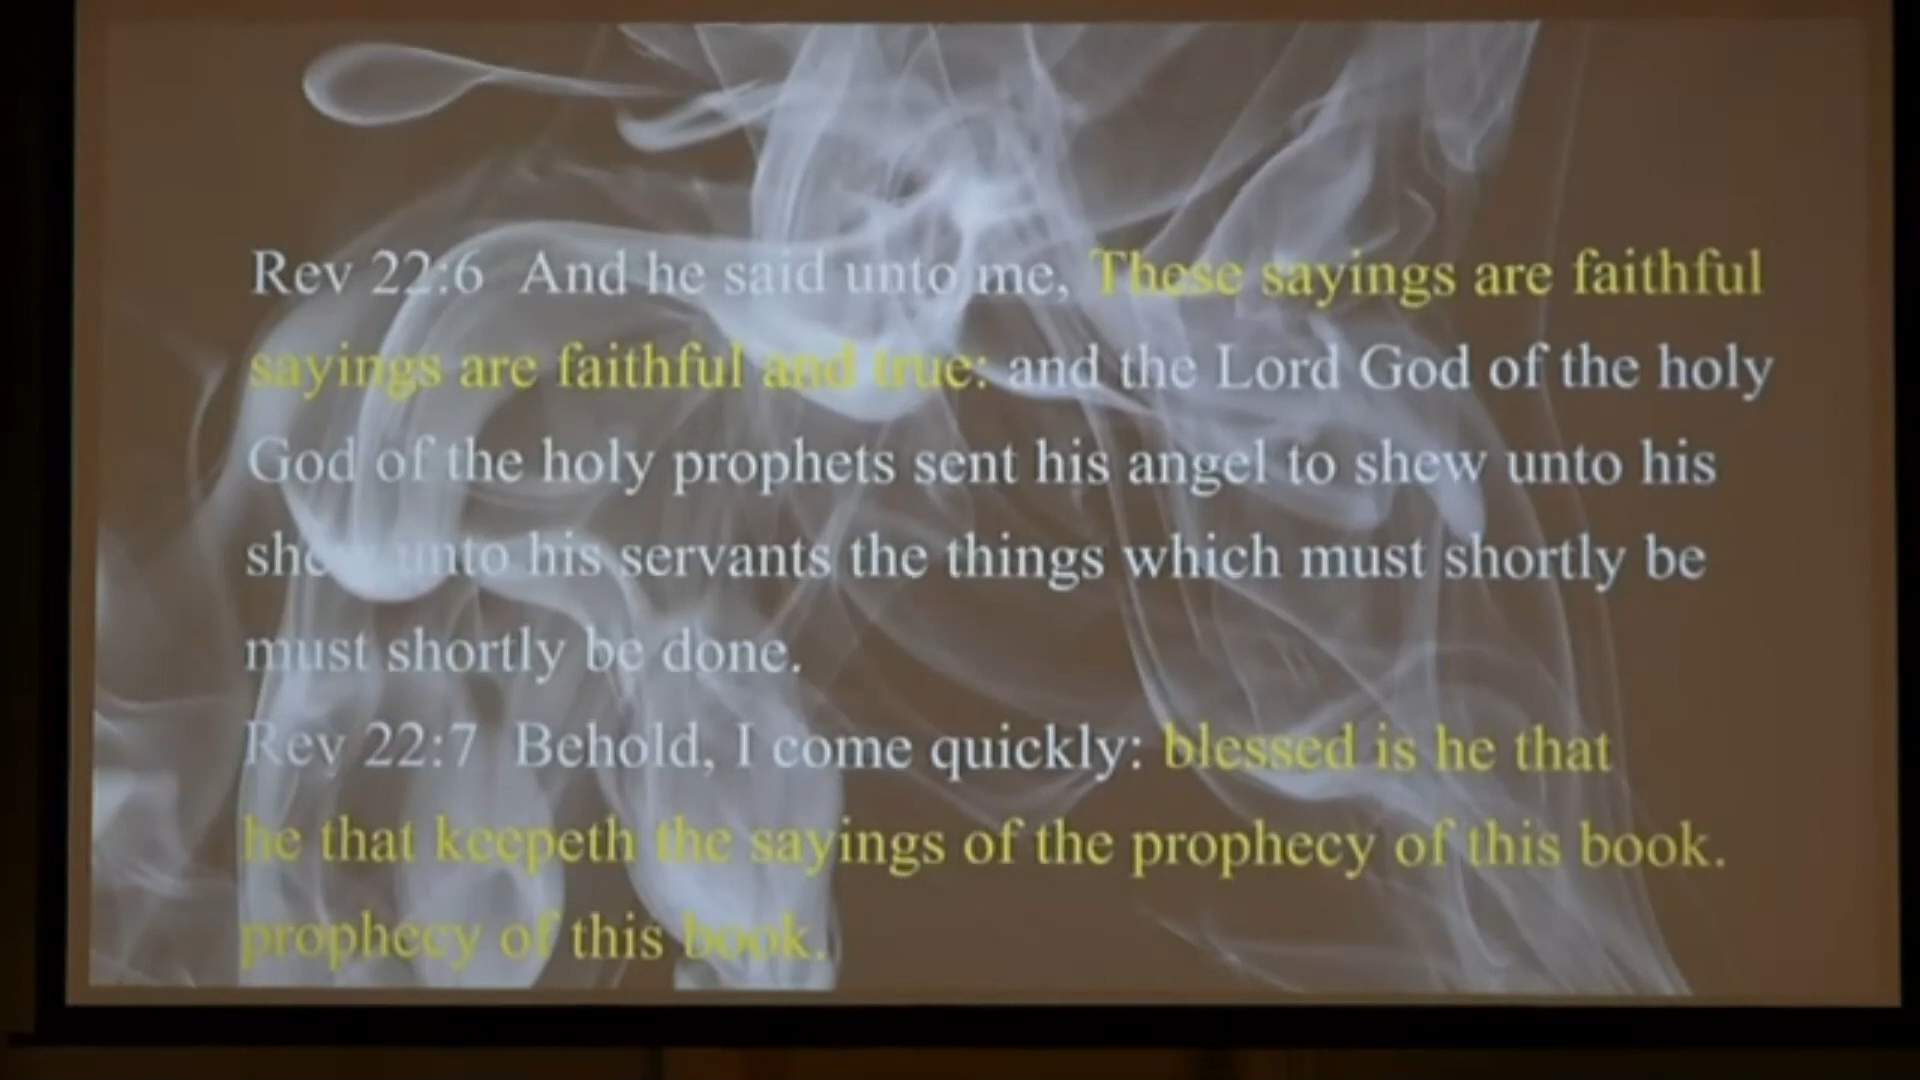 Rev 22:6 And he said unto me, These sayings are faithful
sayings are faithful and true: and the Lord God of the holy
God of the holy prophets sent his angel to shew unto his
unto his servants the things which must shortly be
must shortly be done.
Rev 22:7 Behold, I come quickly: blessed is he that
he that keepeth the sayings of the prophecy of this book.
prophecy of this book.